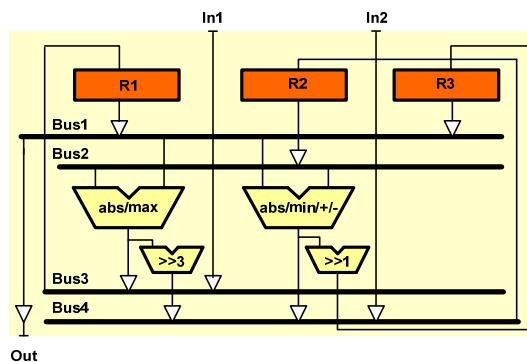 In1
In2
R1
R2
R3
Bus1
Bus2
abs/max
abs/min/+/-
>>3
>>1
Bus3
Bus4
Out